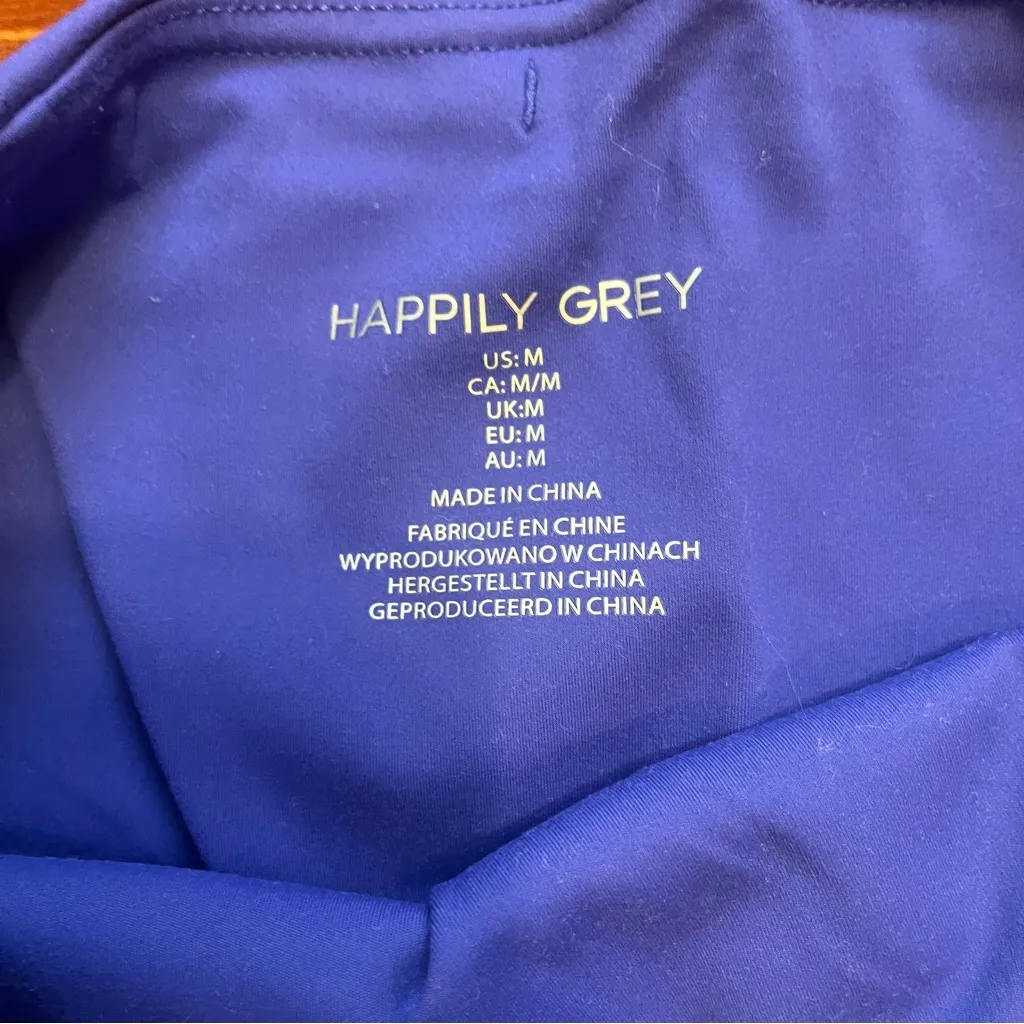 HAPPILY GREY
US: M
CA: M/M
UK:M
EU: M
AU: M
MADE IN CHINA
FABRIQUÉ EN CHINE
WYPRODUKOWANO W CHINACH
HERGESTELLT IN CHINA
GEPRODUCEERD IN CHINA